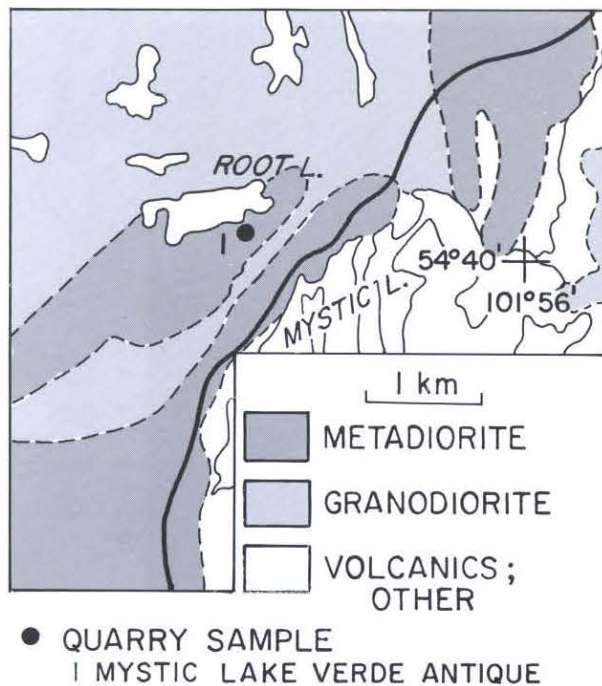 ROOT L.
1
54°40'
101°56'
MYSTIC L.
1 km
METADIORITE
GRANODIORITE
VOLCANICS;
OTHER
QUARRY SAMPLE
1 MYSTIC LAKE VERDE ANTIQUE